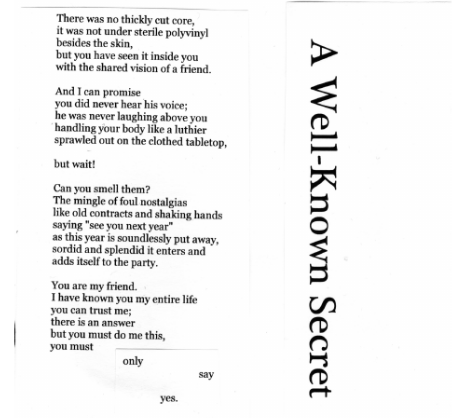 There was no thickly cut core,
it was not under sterile polyvinyl
besides the skin,
but you have seen it inside you
with the shared vision of a friend.
And I can promise
you did never hear his voice;
he was never laughing above you
handling your body like a luthier
sprawled out on the clothed tabletop,
but wait!
Can you smell them?
The mingle of foul nostalgias
like old contracts and shaking hands
saying "see you next year"
as this year is soundlessly put away,
sordid and splendid it enters and
adds itself to the party.
You are my friend.
I have known you my entire life
you can trust me;
there is an answer
but you must do me this,
you must
only
say
yes.
A Well-Known Secret